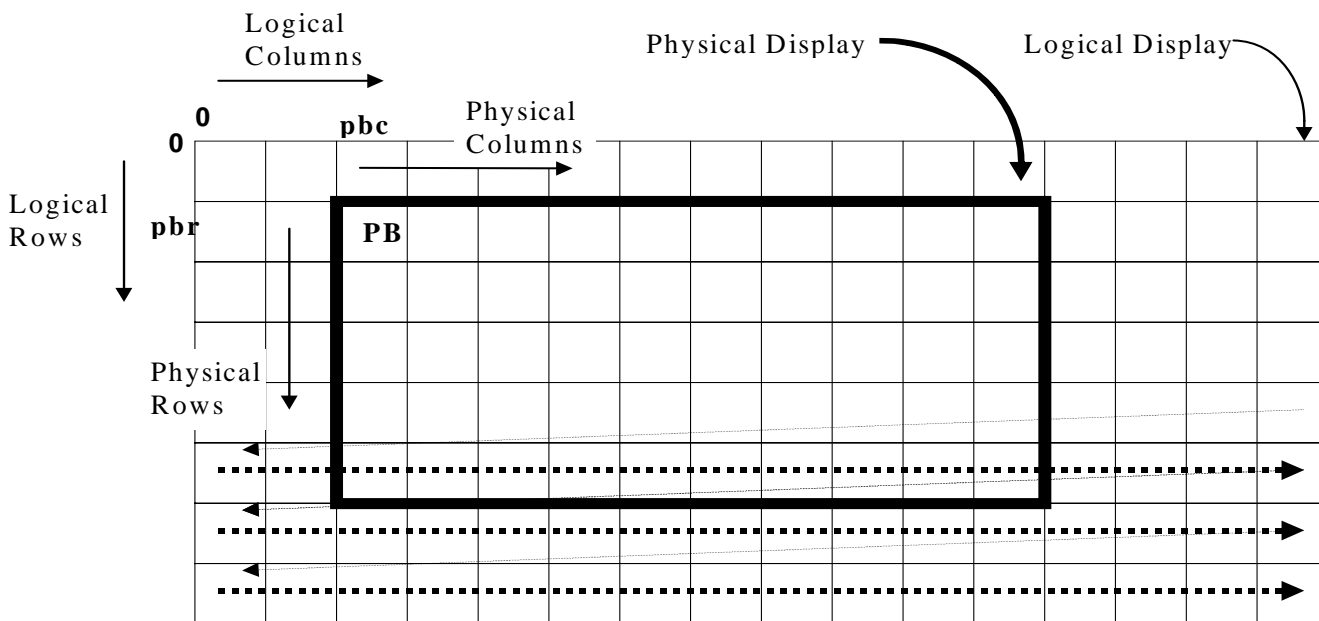 Logical
Columns
Physical Display
Logical Display
0
pbc
Physical
Columns
0
Logical
Rows
pbr
PB
Physical
Rows